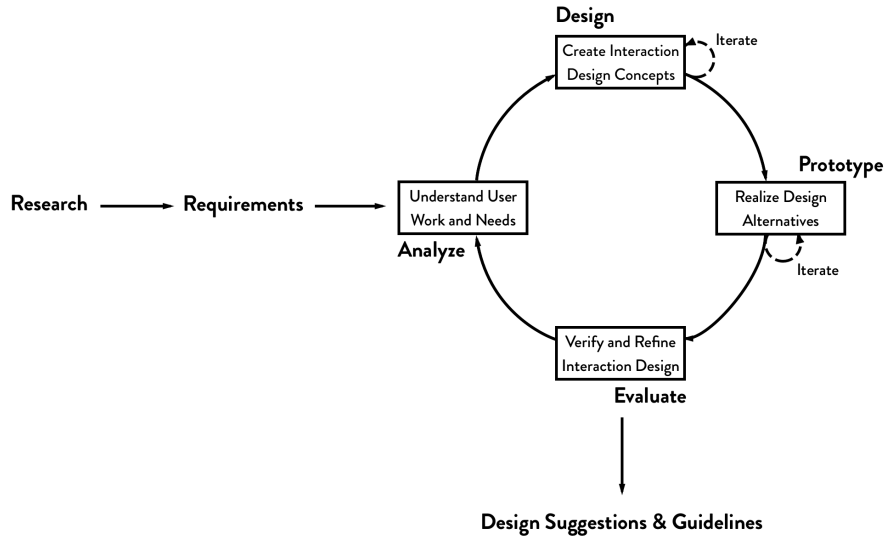 Design
Create Interaction
Design Concepts
Iterate
Prototype
Realize Design
Alternatives
Iterate
Research
Requirements
Understand User
Work and Needs
Analyze
Verify and Refine
Interaction Design
Evaluate
Design Suggestions & Guidelines